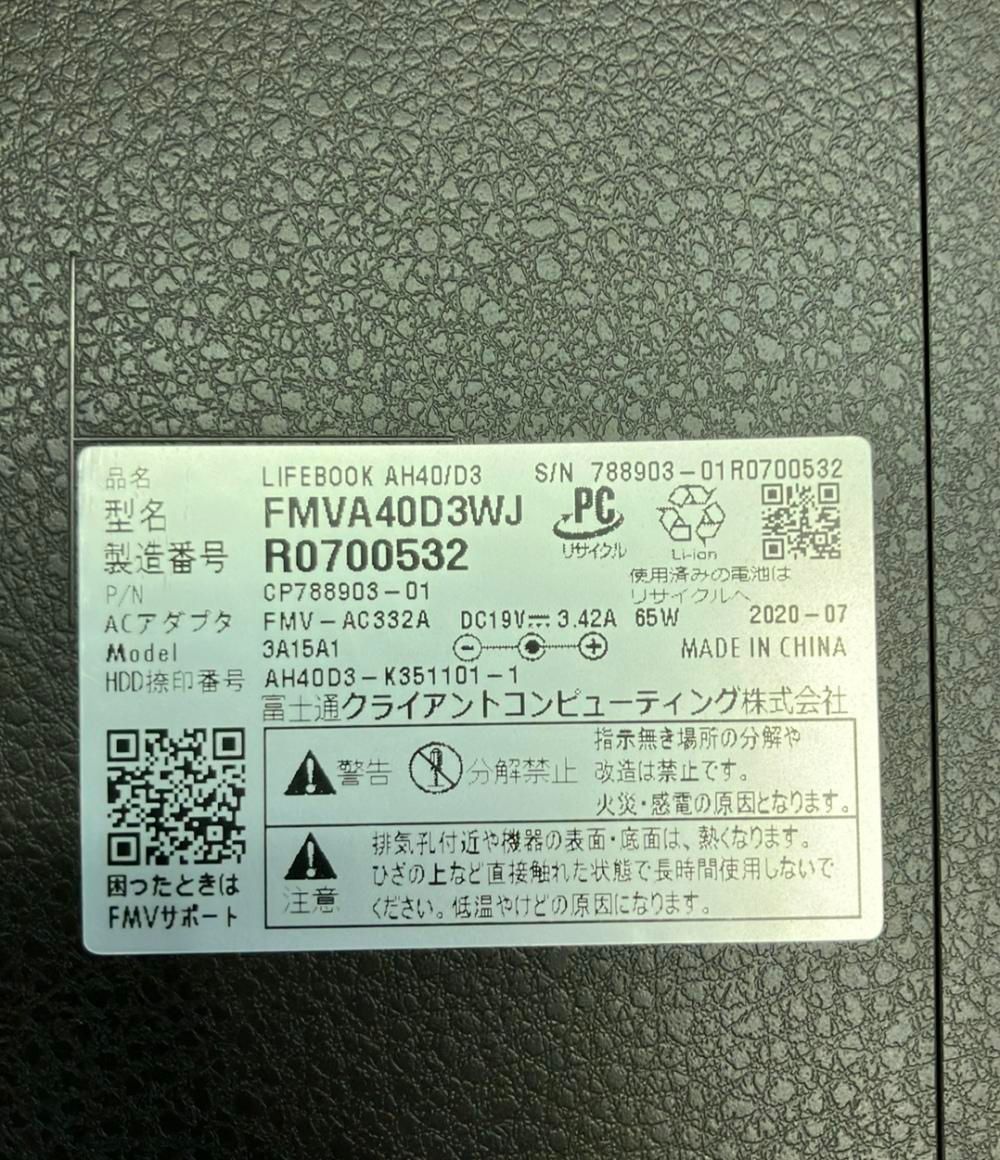 品名 LIFEBOOK AH40/D3 S/N 788903-01R0700532
型名 FMVA40D3WJ
PC
リサイクル
Li-ion
使用済みの電池は
リサイクルへ
製造番号 R0700532
P/N CP788903-01
ACアダプタ FMV-AC332A DC19V⎓3.42A 65W 2020-07
Model 3A15A1 MADE IN CHINA
HDD捺印番号 AH40D3-K351101-1
富士通クライアントコンピューティング株式会社
困ったときは
FMVサポート
警告 分解禁止
指示無き場所の分解や
改造は禁止です。
火災・感電の原因となります。
注意
排気孔付近や機器の表面・底面は、熱くなります。
ひざの上など直接触れた状態で長時間使用しないで
ください。低温やけどの原因になります。